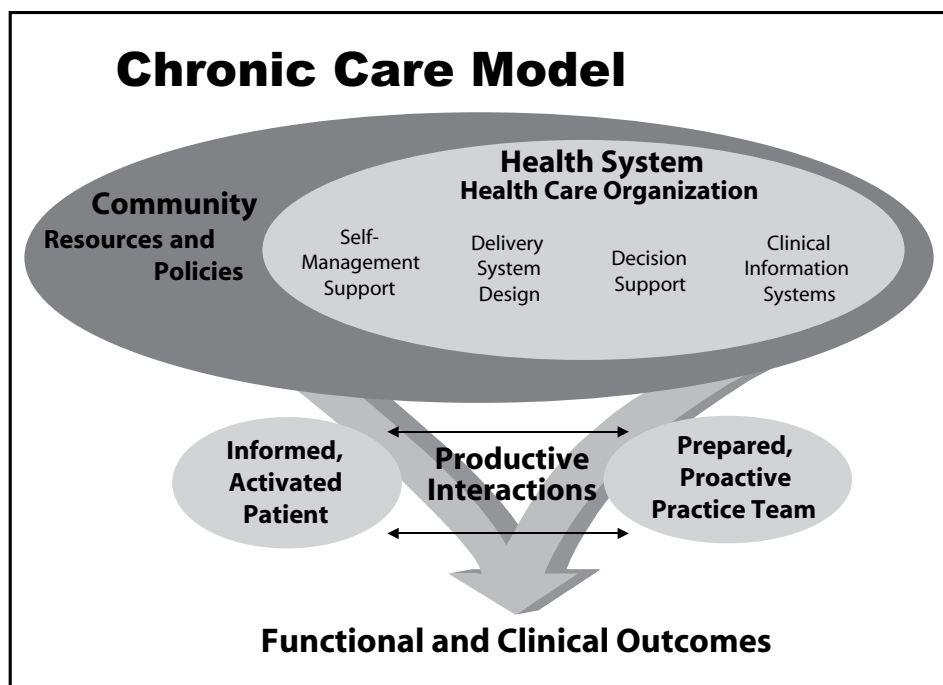 Chronic Care Model
Community
Resources and
Policies
Health System
Health Care Organization
Self-
Management
Support
Delivery
System
Design
Decision
Support
Clinical
Information
Systems
Informed,
Activated
Patient
Productive
Interactions
Prepared,
Proactive
Practice Team
Functional and Clinical Outcomes